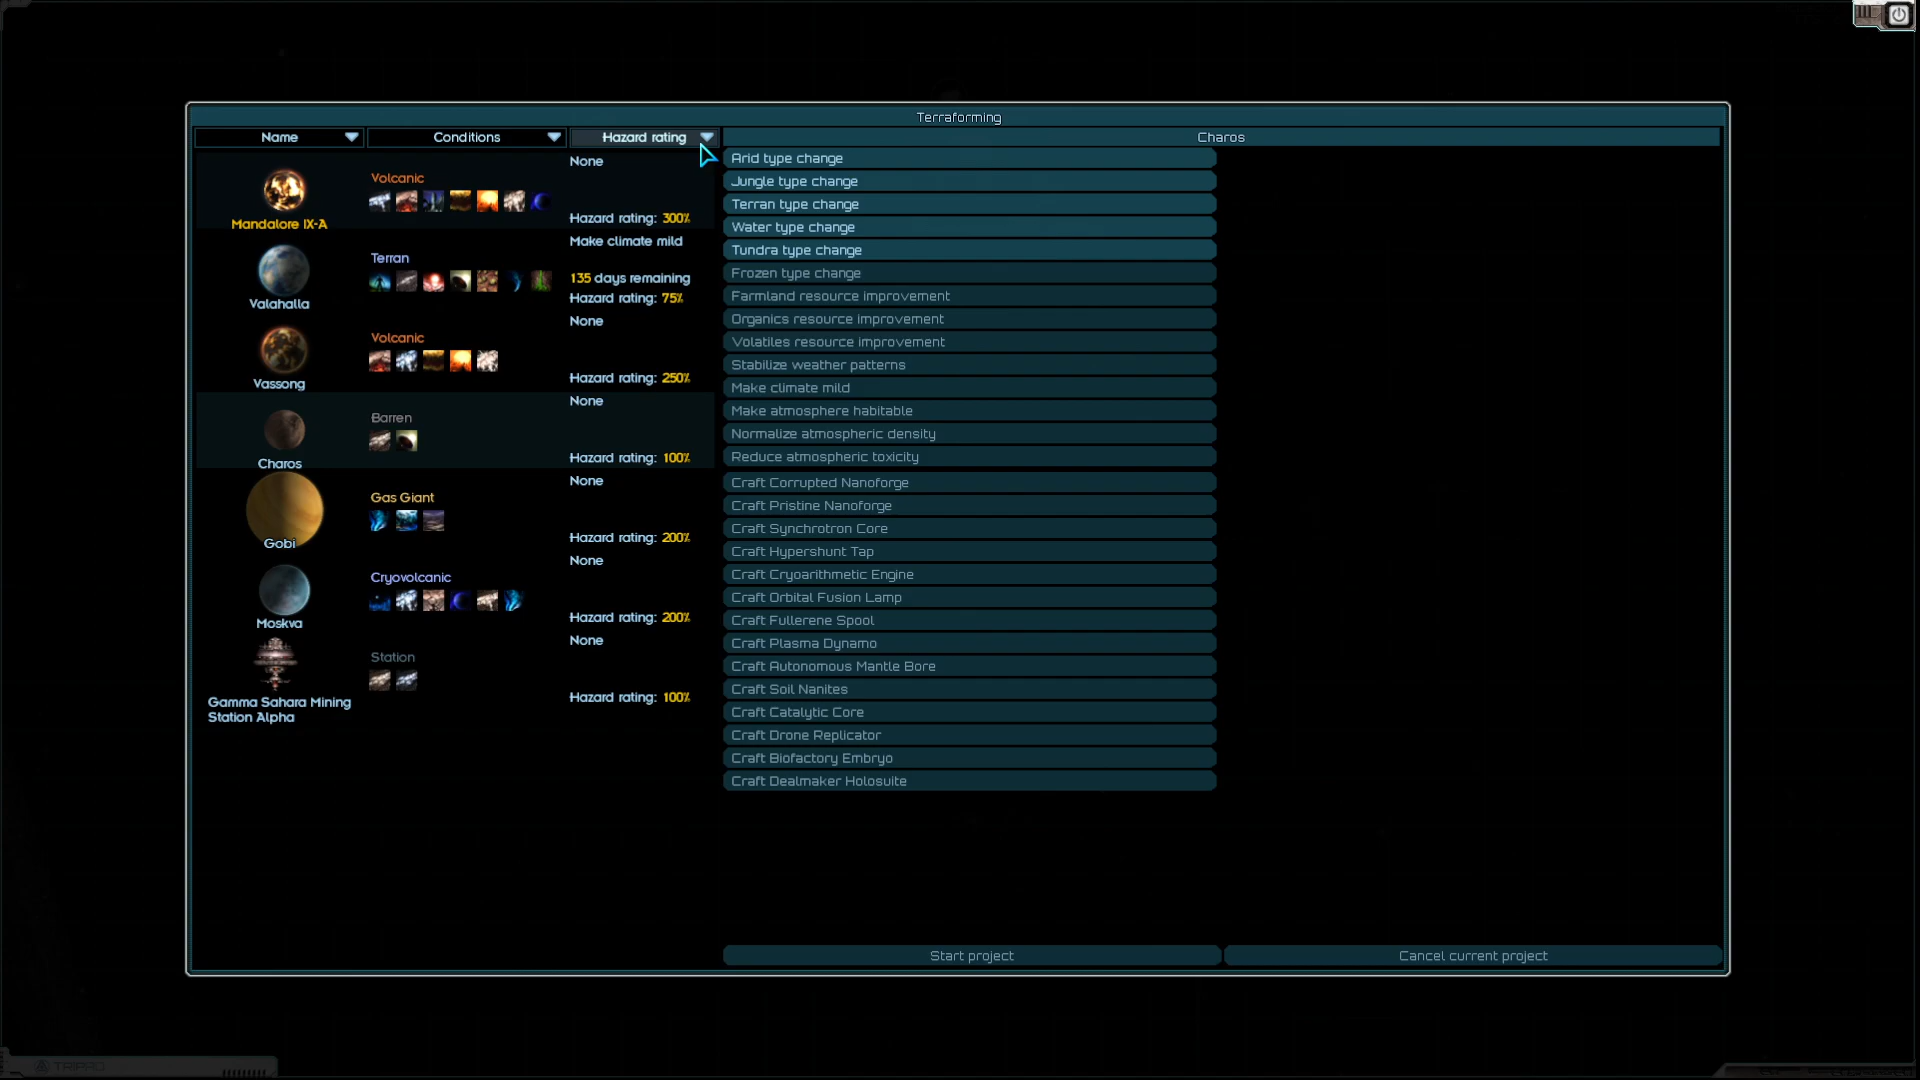 Terraforming
Name
Conditions
Hazard rating
Charos
None
Volcanic
Mandalore IX-A
Hazard rating: 300%
Make climate mild
Terran
135 days remaining
Valahalla
Hazard rating: 75%
None
Volcanic
Vassong
Hazard rating: 250%
None
Barren
Charos
Hazard rating: 100%
None
Gas Giant
Gobi
Hazard rating: 200%
None
Cryovolcanic
Moskva
Hazard rating: 200%
None
Station
Gamma Sahara Mining
Station Alpha
Hazard rating: 100%
Arid type change
Jungle type change
Terran type change
Water type change
Tundra type change
Frozen type change
Farmland resource improvement
Organics resource improvement
Volatiles resource improvement
Stabilize weather patterns
Make climate mild
Make atmosphere habitable
Normalize atmospheric density
Reduce atmospheric toxicity
Craft Corrupted Nanoforge
Craft Pristine Nanoforge
Craft Synchrotron Core
Craft Hypershunt Tap
Craft Cryoarithmetic Engine
Craft Orbital Fusion Lamp
Craft Fullerene Spool
Craft Plasma Dynamo
Craft Autonomous Mantle Bore
Craft Soil Nanites
Craft Catalytic Core
Craft Drone Replicator
Craft Biofactory Embryo
Craft Dealmaker Holosuite
Start project
Cancel current project
TRIPAD